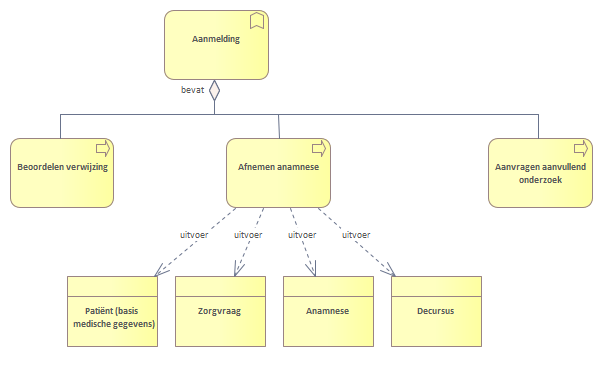 Aanmelding
bevat
Beoordelen verwijzing
Afnemen anamnese
Aanvragen aanvullend
onderzoek
uitvoer
uitvoer
uitvoer
uitvoer
Patiënt (basis
medische gegevens)
Zorgvraag
Anamnese
Decursus